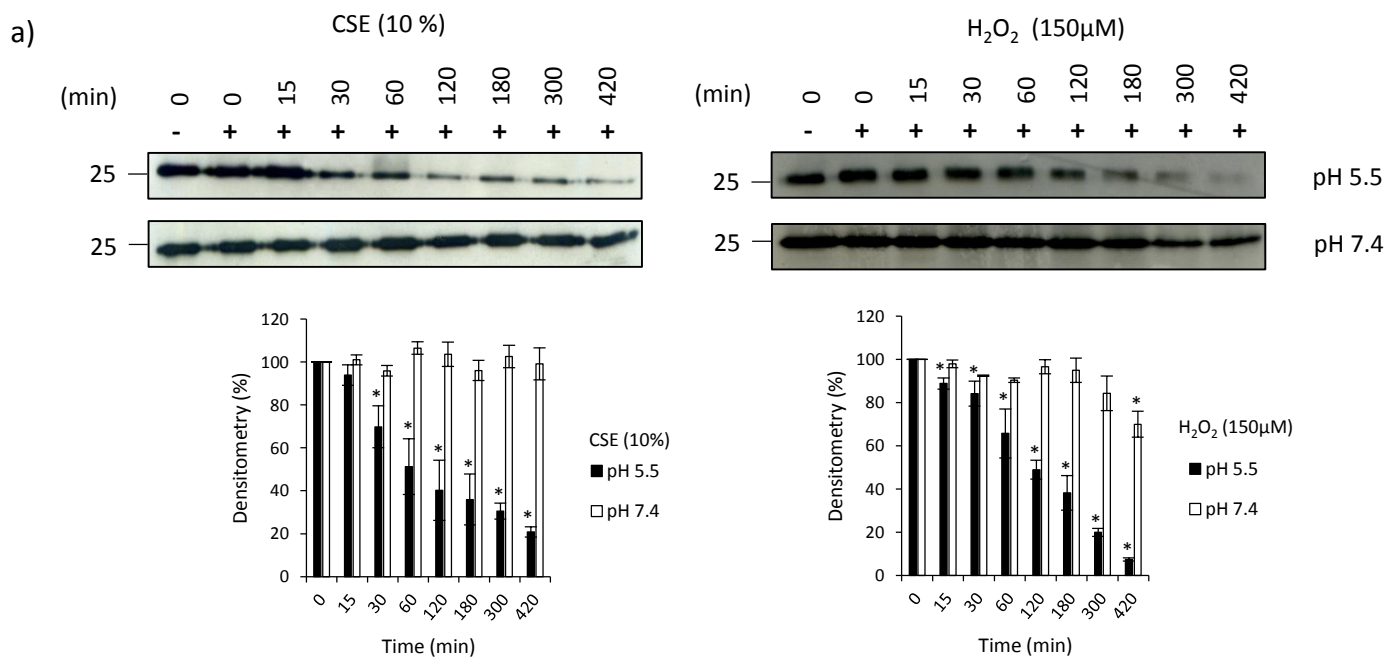 a)
CSE (10 %)
(min) 0 0 15 30 60 120 180 300 420
- + + + + + + + +
25
25
120
100
80
60
40
20
0
Densitometry (%)
* * * * * *
0 15 30 60 120 180 300 420
Time (min)
CSE (10%)
pH 5.5
pH 7.4
H₂O₂ (150µM)
(min) 0 0 15 30 60 120 180 300 420
- + + + + + + + +
25 pH 5.5
25 pH 7.4
120
100
80
60
40
20
0
Densitometry (%)
* * * * * * * *
0 15 30 60 120 180 300 420
Time (min)
H₂O₂ (150µM)
pH 5.5
pH 7.4